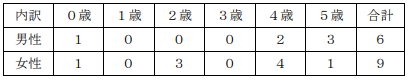 内訳 ０歳 １歳 ２歳 ３歳 ４歳 ５歳 合計
男性 1 0 0 0 2 3 6
女性 1 0 3 0 4 1 9